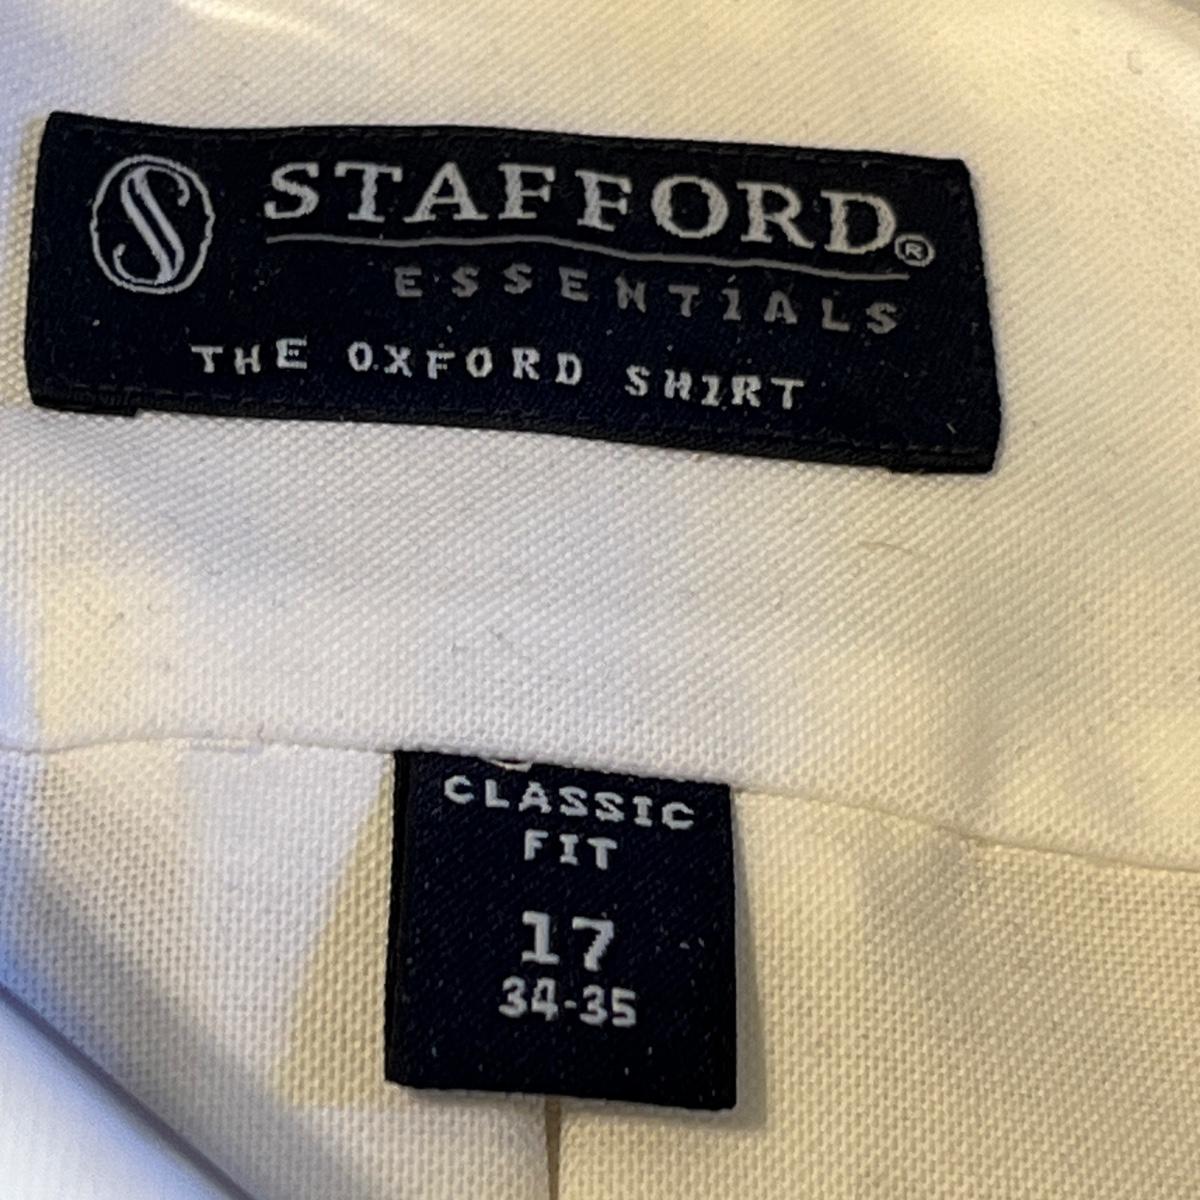 S STAFFORD®
ESSENTIALS
THE OXFORD SHIRT
CLASSIC
FIT
17
34-35